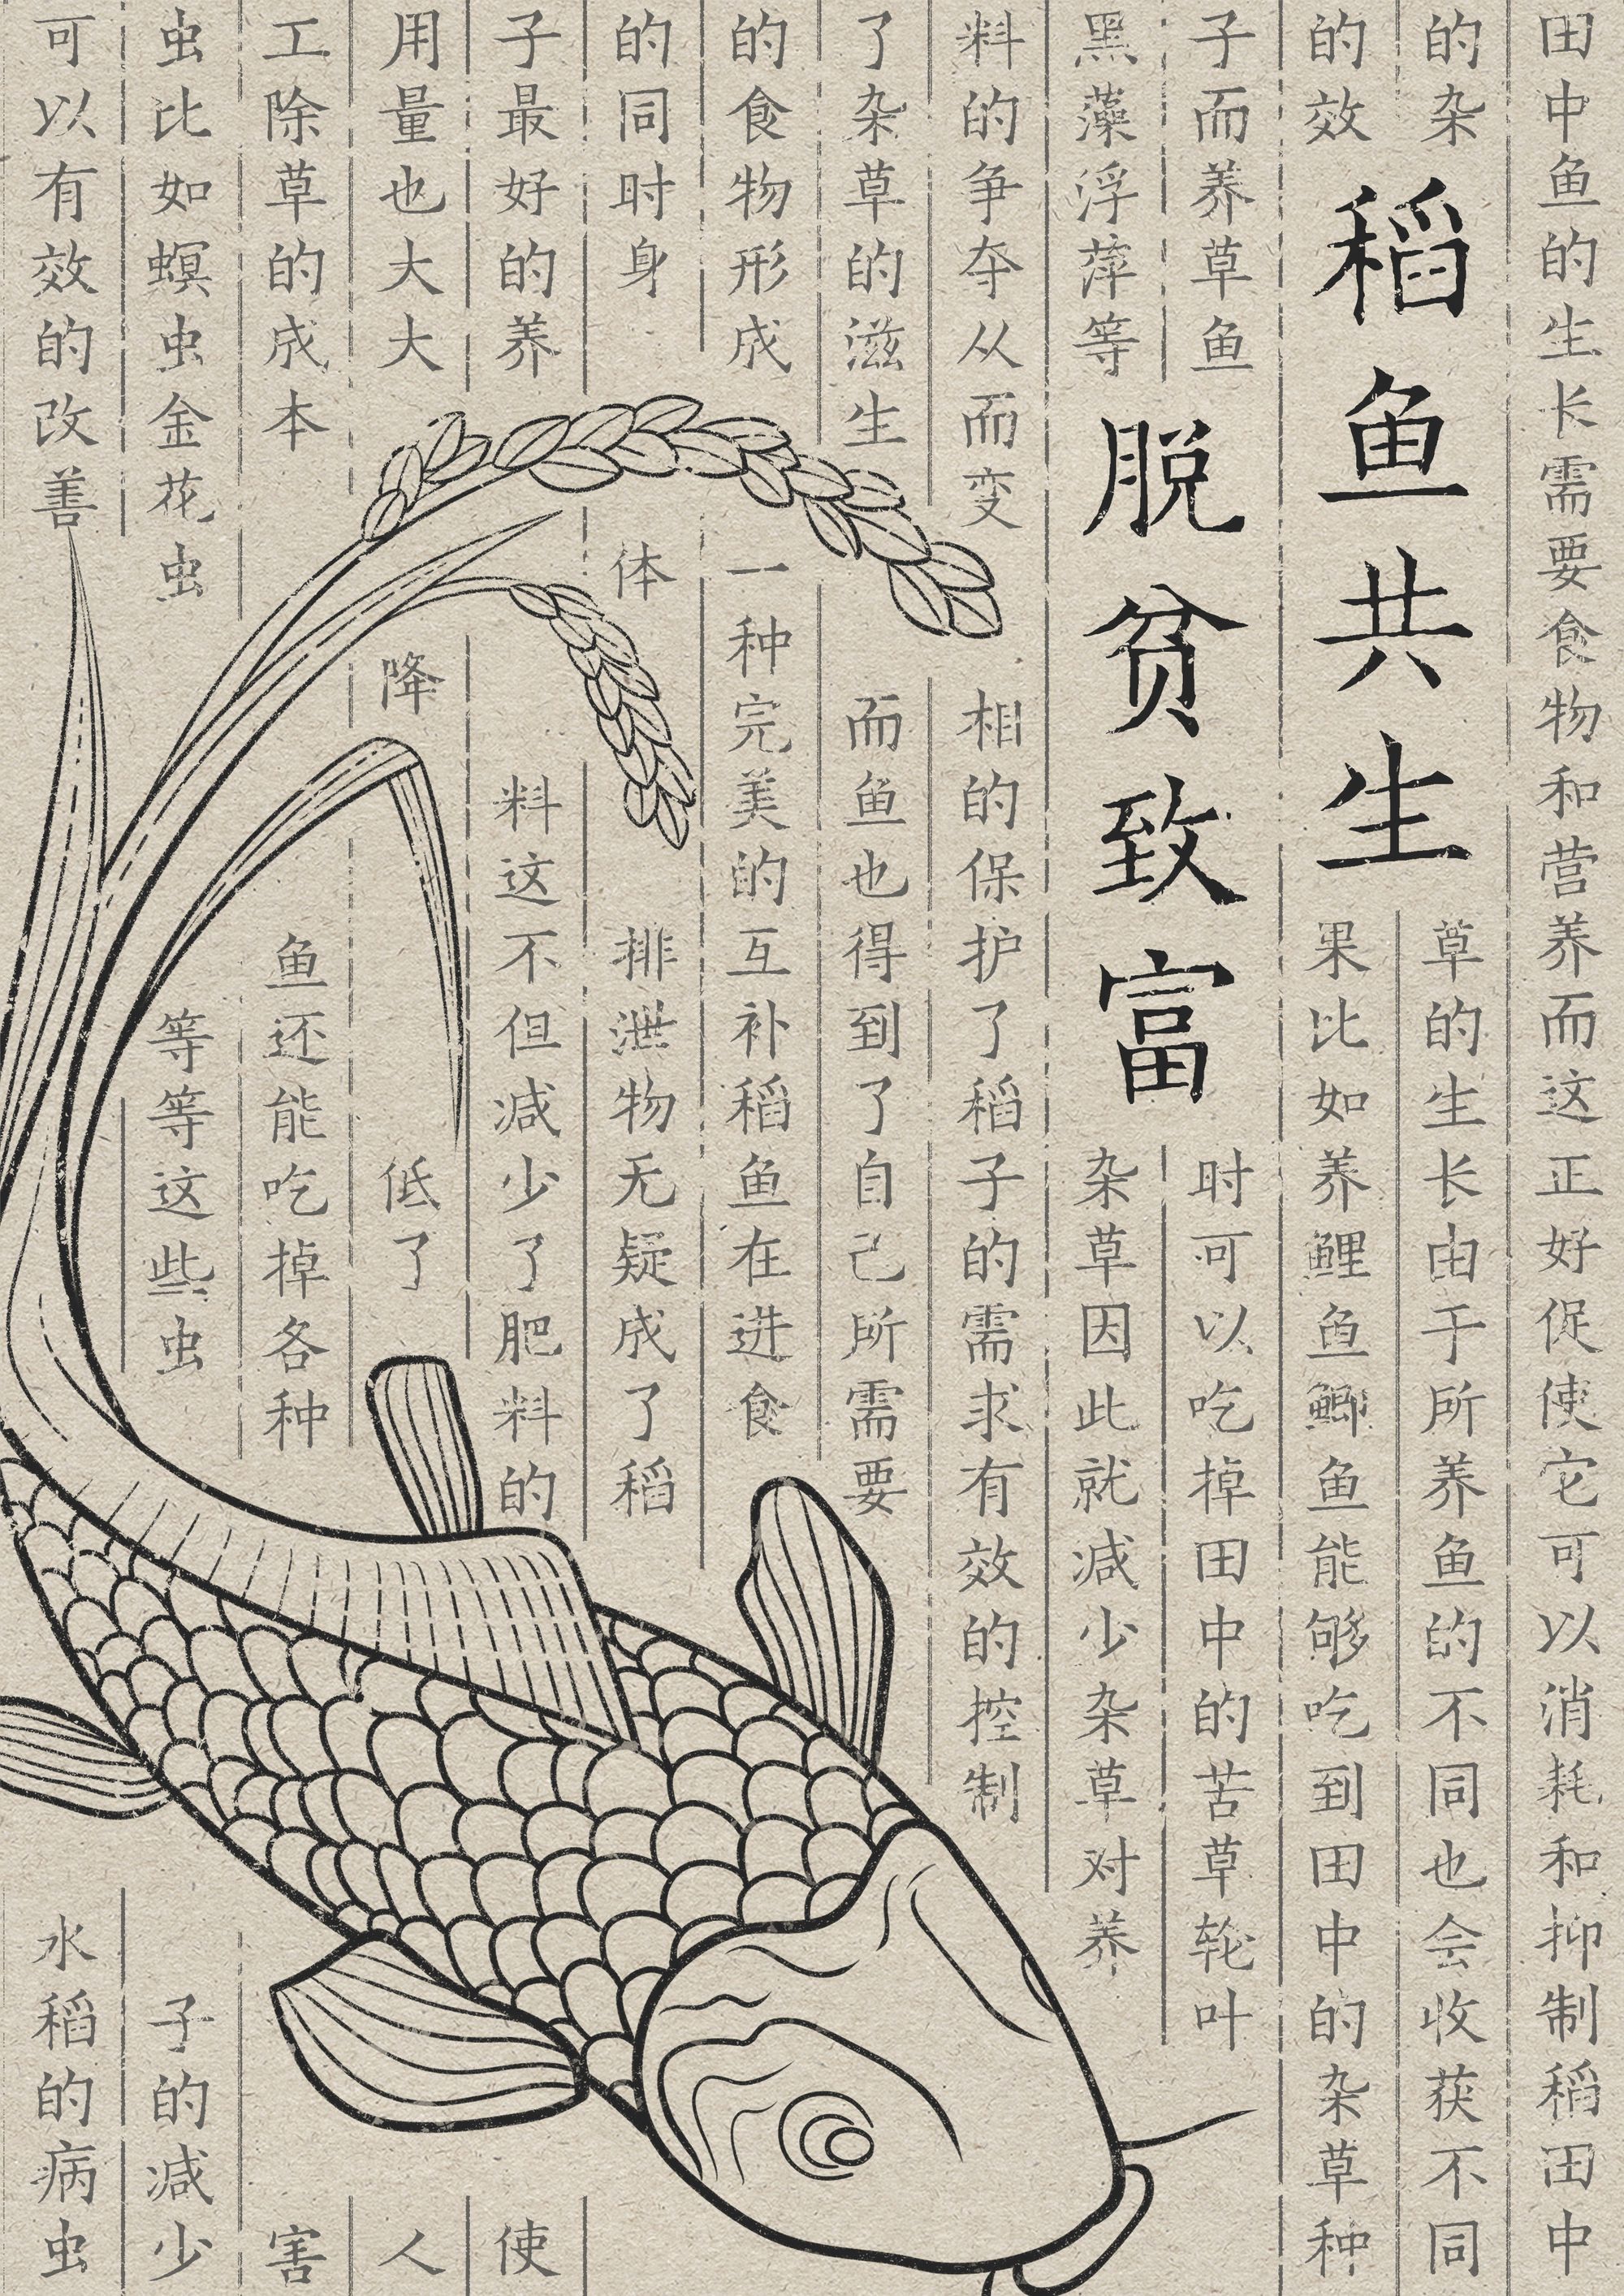 稻鱼共生
脱贫致富
田中鱼的生长需要食物和营养而这正好促使它可以消耗和抑制稻田中
的杂草的生长由于所养鱼的不同也会收获不同
的效果比如养鲤鱼鲫鱼能够吃到田中的杂草种
子而养草鱼时可以吃掉田中的苦草轮叶
黑藻浮萍等杂草因此就减少杂草对养
料的争夺从而变相的保护了稻子的需求有效的控制
了杂草的滋生而鱼也得到了自己所需要
的食物形成一种完美的互补稻鱼在进食
的同时身体排泄物无疑成了稻
子最好的养料这不但减少了肥料的使
用量也大大降低了人
工除草的成本鱼还能吃掉各种害
虫比如螟虫金花虫等等这些虫子的减少
可以有效的改善水稻的病虫